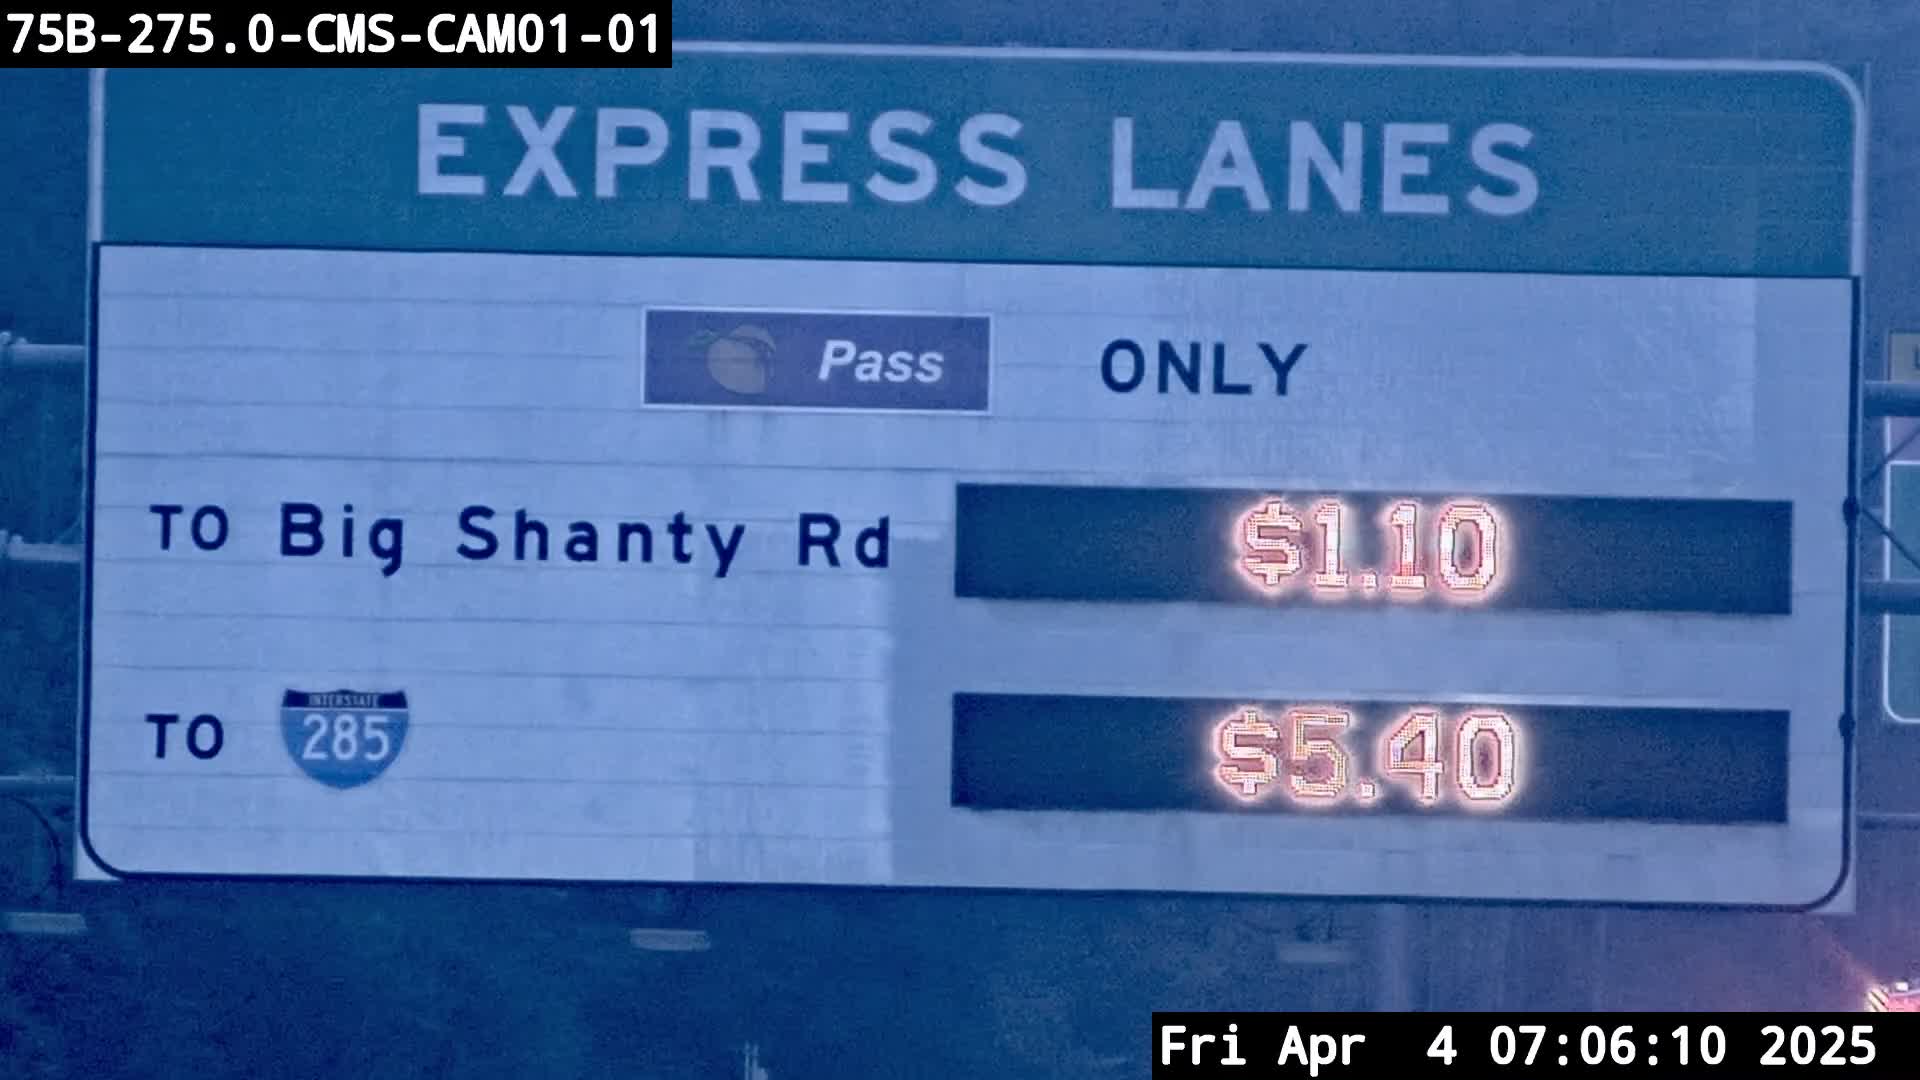 75B-275.0-CMS-CAM01-01
EXPRESS LANES
Pass ONLY
TO Big Shanty Rd $1.10
TO INTERSTATE 285 $5.40
Fri Apr 4 07:06:10 2025